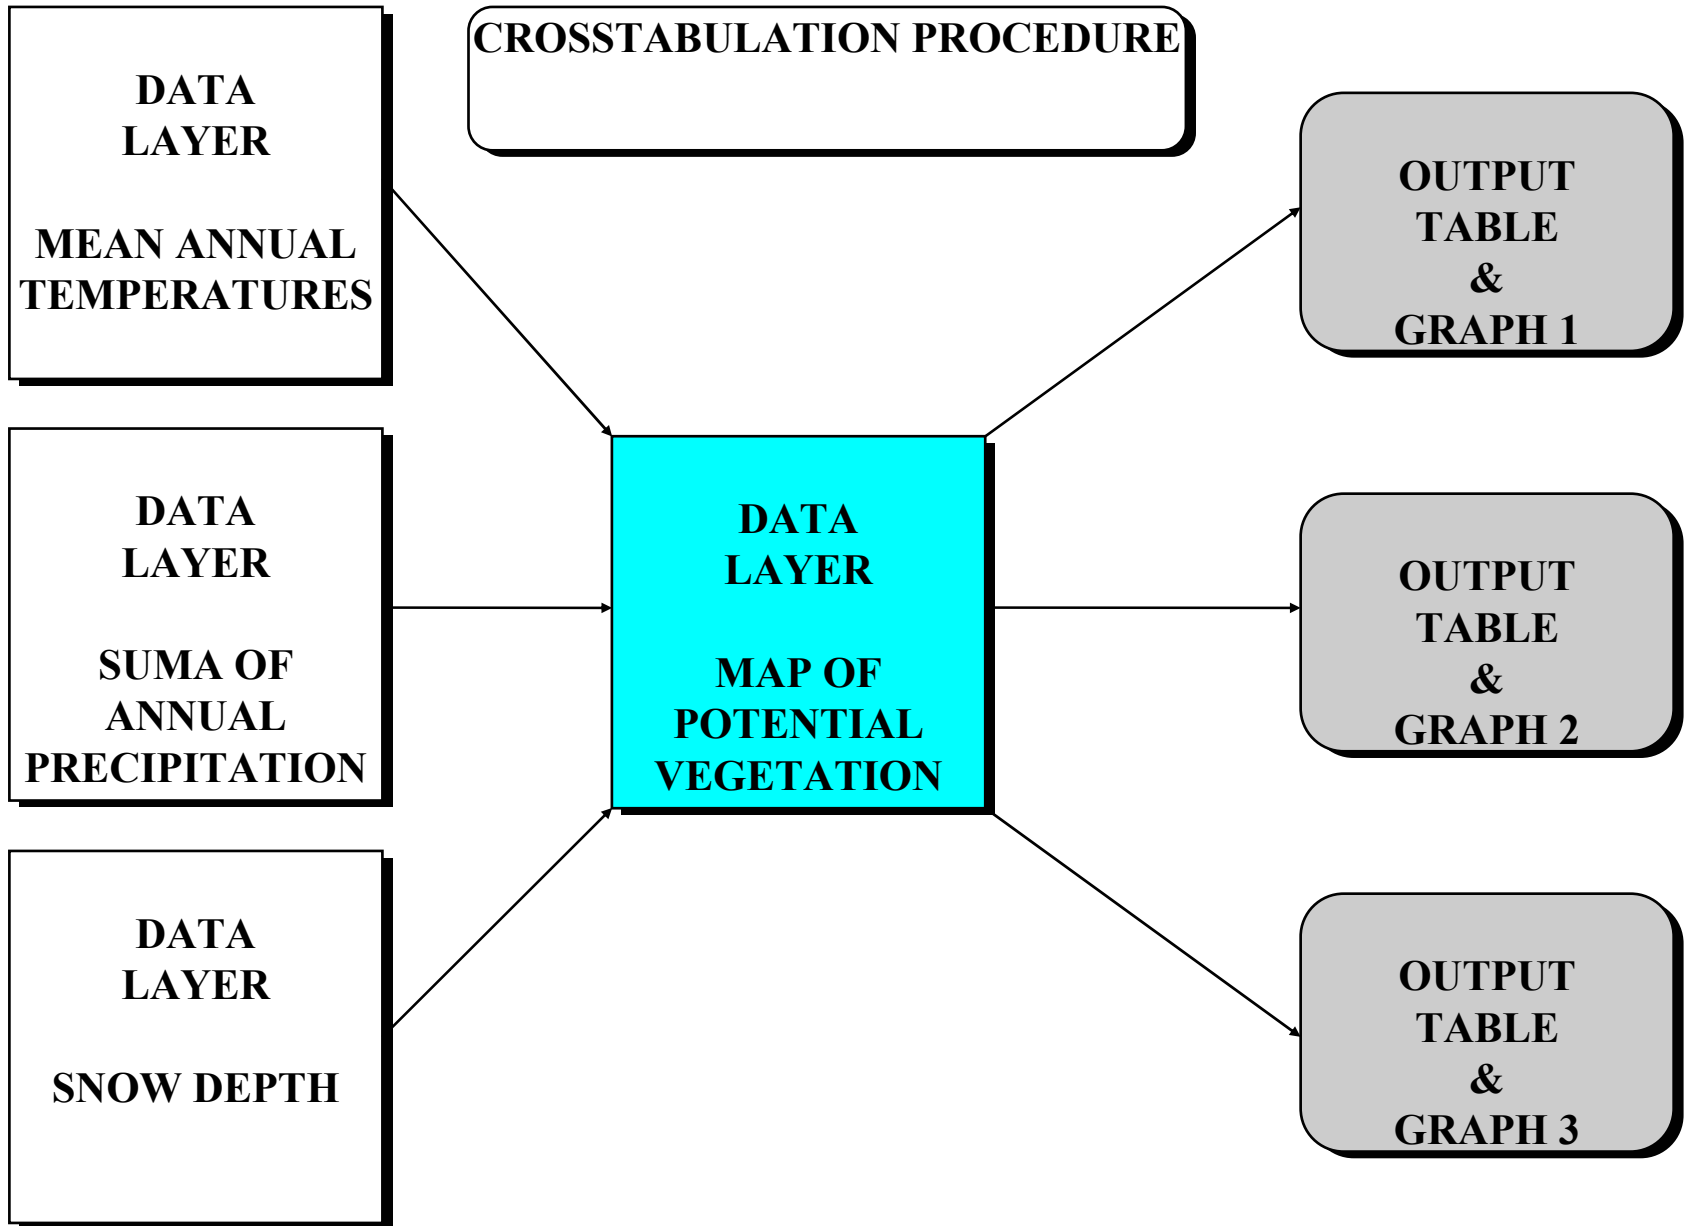 CROSSTABULATION PROCEDURE
DATA
LAYER
MEAN ANNUAL
TEMPERATURES
DATA
LAYER
SUMA OF
ANNUAL
PRECIPITATION
DATA
LAYER
SNOW DEPTH
DATA
LAYER
MAP OF
POTENTIAL
VEGETATION
OUTPUT
TABLE
&
GRAPH 1
OUTPUT
TABLE
&
GRAPH 2
OUTPUT
TABLE
&
GRAPH 3